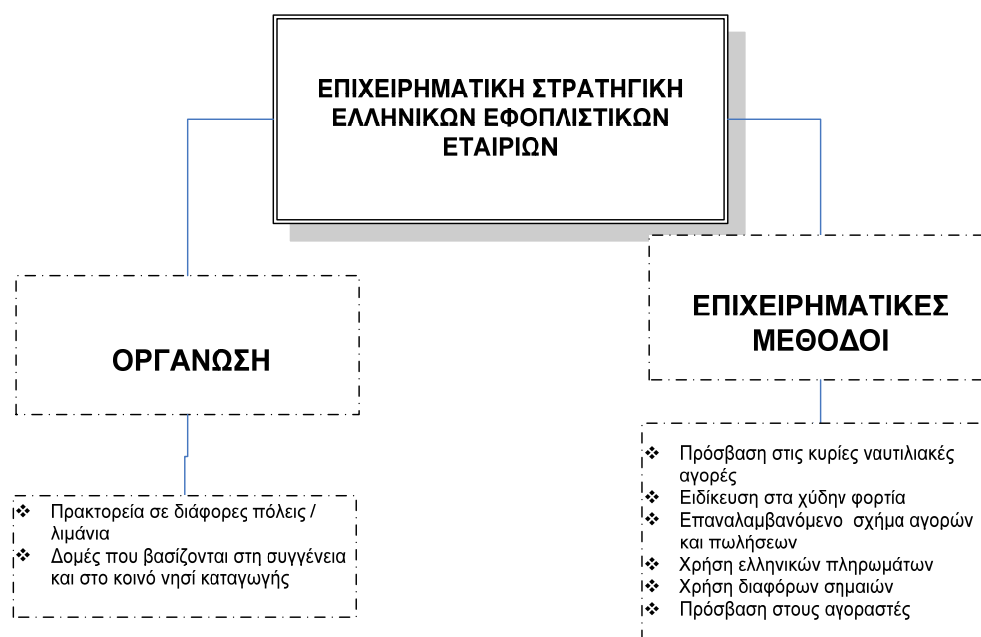 ΕΠΙΧΕΙΡΗΜΑΤΙΚΗ ΣΤΡΑΤΗΓΙΚΗ
ΕΛΛΗΝΙΚΩΝ ΕΦΟΠΛΙΣΤΙΚΩΝ
ΕΤΑΙΡΙΩΝ
ΟΡΓΑΝΩΣΗ
❖ Πρακτορεία σε διάφορες πόλεις /
λιμάνια
❖ Δομές που βασίζονται στη συγγένεια
και στο κοινό νησί καταγωγής
ΕΠΙΧΕΙΡΗΜΑΤΙΚΕΣ
ΜΕΘΟΔΟΙ
❖ Πρόσβαση στις κυρίες ναυτιλιακές
αγορές
❖ Ειδίκευση στα χύδην φορτία
❖ Επαναλαμβανόμενο σχήμα αγορών
και πωλήσεων
❖ Χρήση ελληνικών πληρωμάτων
❖ Χρήση διαφόρων σημαιών
❖ Πρόσβαση στους αγοραστές